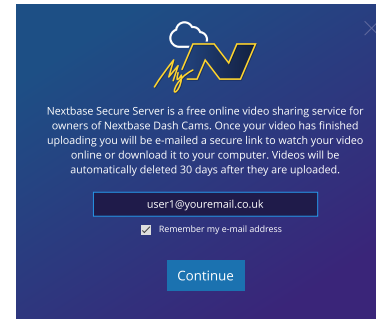 My N
Nextbase Secure Server is a free online video sharing service for
owners of Nextbase Dash Cams. Once your video has finished
uploading you will be e-mailed a secure link to watch your video
online or download it to your computer. Videos will be
automatically deleted 30 days after they are uploaded.
user1@youremail.co.uk
Remember my e-mail address
Continue